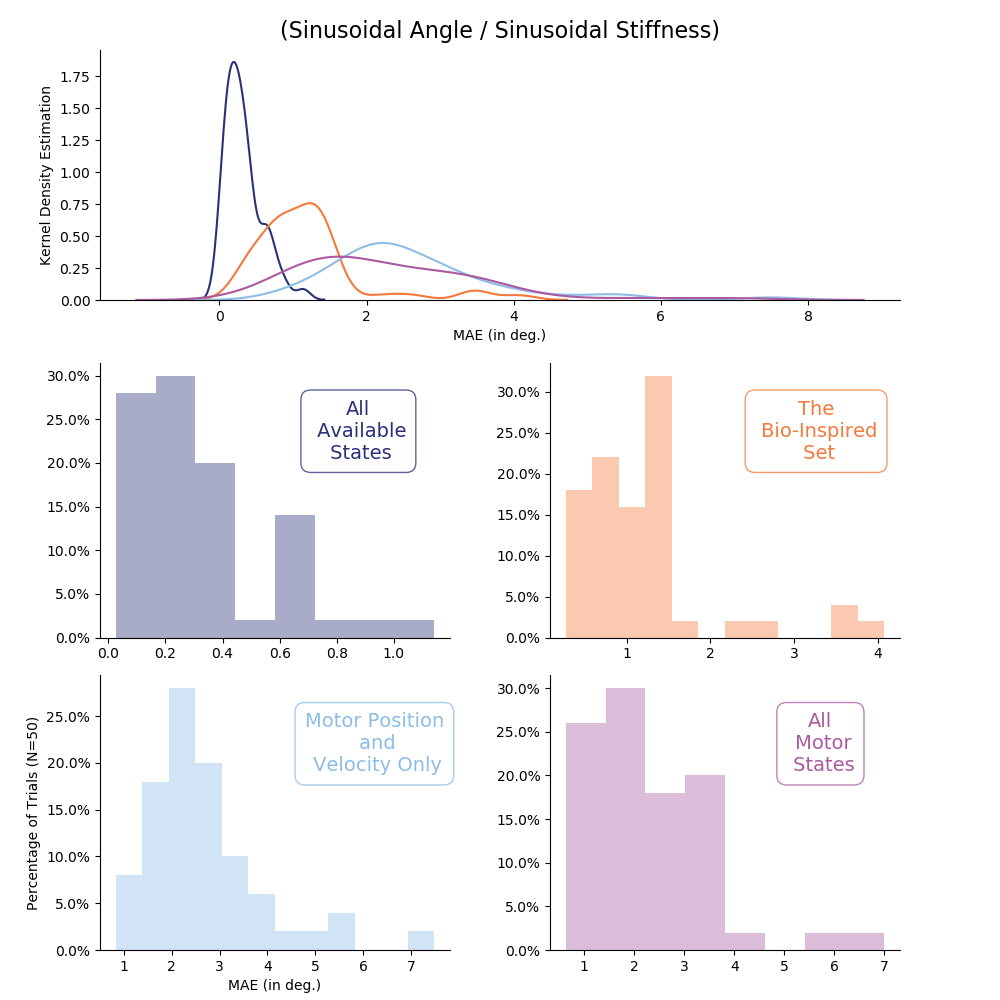 (Sinusoidal Angle / Sinusoidal Stiffness)
Kernel Density Estimation
1.75
1.50
1.25
1.00
0.75
0.50
0.25
0.00
0 2 4 6 8
MAE (in deg.)
30.0%
25.0%
20.0%
15.0%
10.0%
5.0%
0.0%
0.0 0.2 0.4 0.6 0.8 1.0
All
Available
States
30.0%
25.0%
20.0%
15.0%
10.0%
5.0%
0.0%
1 2 3 4
The
Bio-Inspired
Set
Percentage of Trials (N=50)
25.0%
20.0%
15.0%
10.0%
5.0%
0.0%
1 2 3 4 5 6 7
MAE (in deg.)
Motor Position
and
Velocity Only
30.0%
25.0%
20.0%
15.0%
10.0%
5.0%
0.0%
1 2 3 4 5 6 7
All
Motor
States